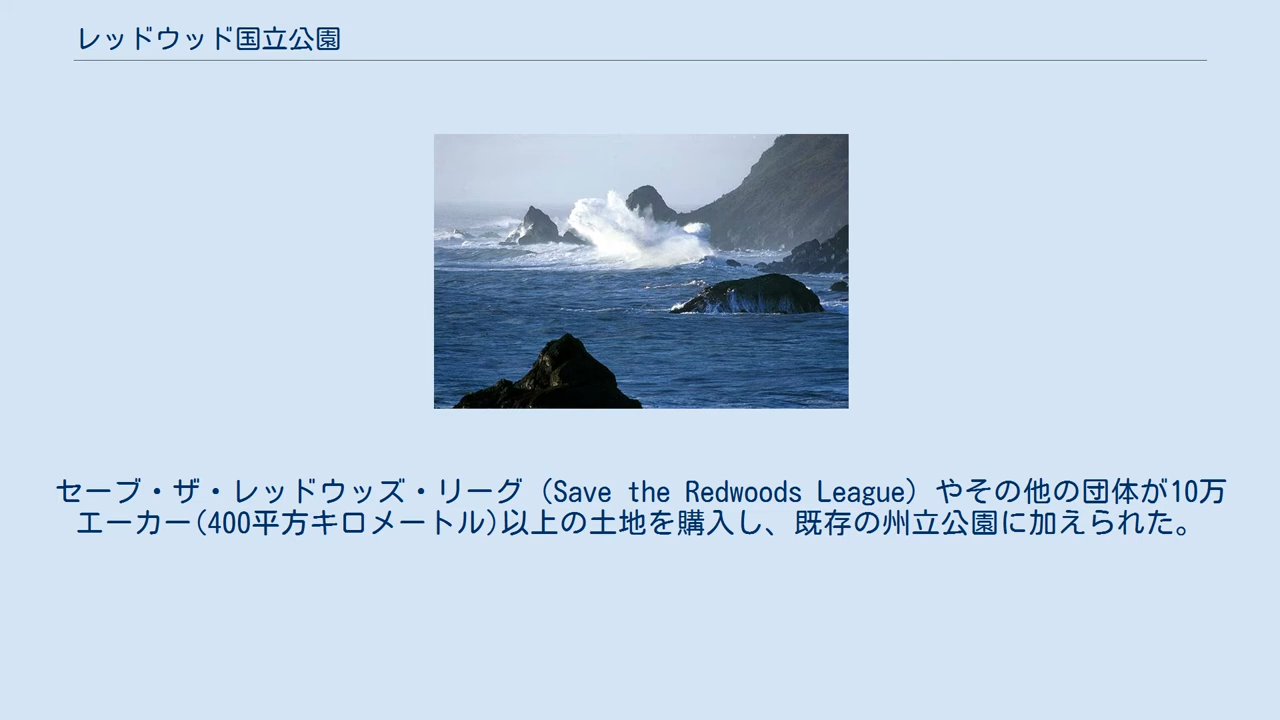 レッドウッド国立公園
セーブ・ザ・レッドウッズ・リーグ（Save the Redwoods League）やその他の団体が10万
エーカー(400平方キロメートル)以上の土地を購入し、既存の州立公園に加えられた。